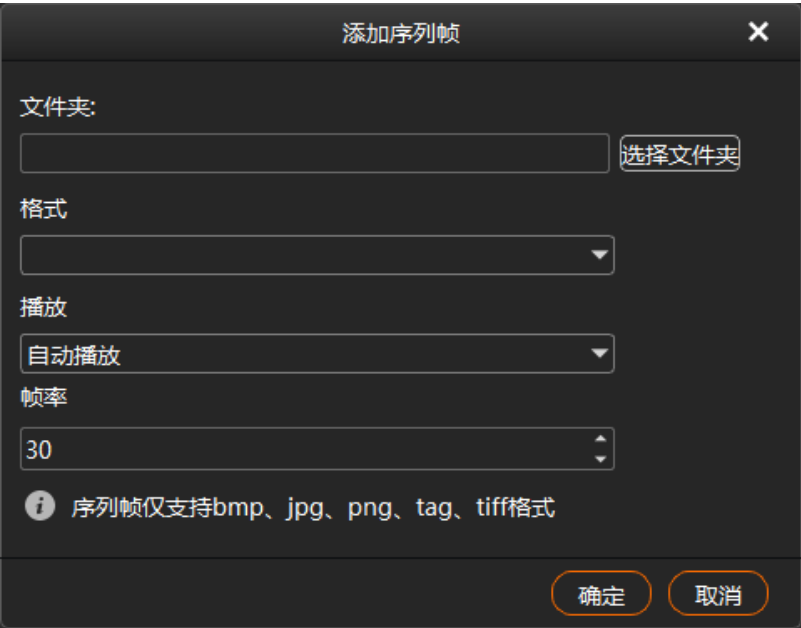 添加序列帧
文件夹:
选择文件夹
格式
播放
自动播放
帧率
30
序列帧仅支持bmp、jpg、png、tag、tiff格式
确定
取消